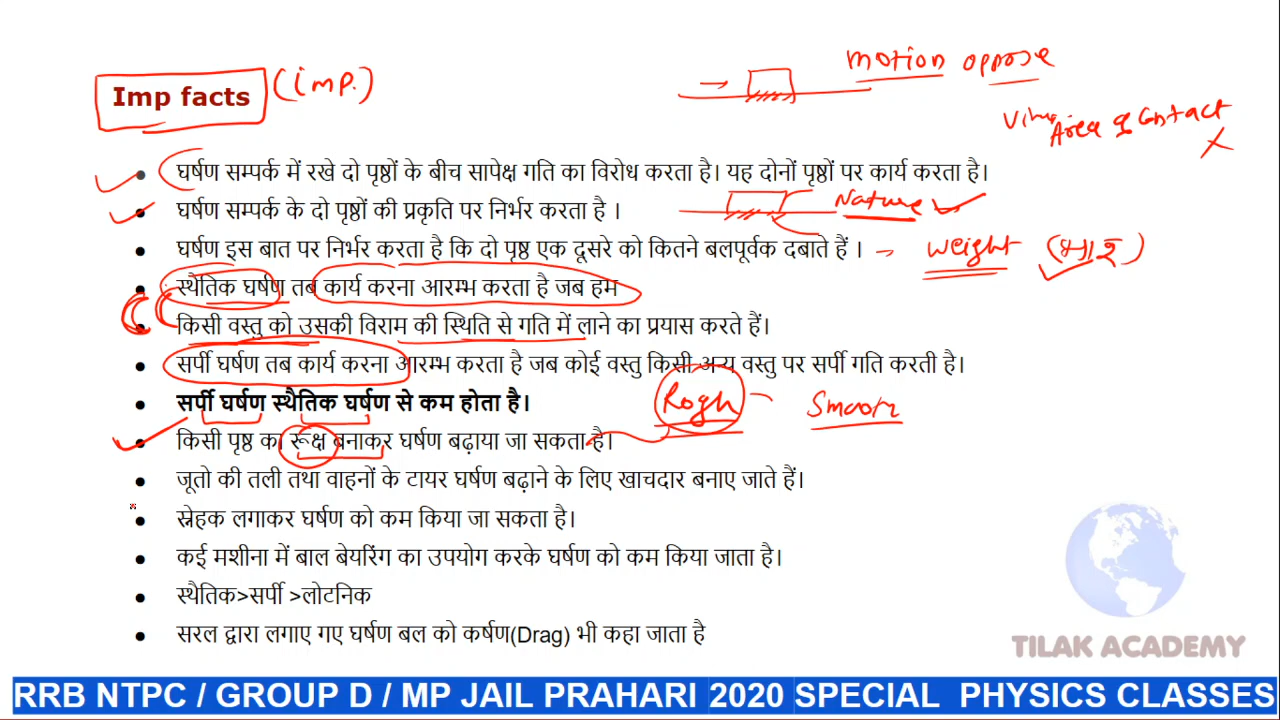 Imp facts
(imp.)
motion oppose
Area of Contact
घर्षण सम्पर्क में रखे दो पृष्ठों के बीच सापेक्ष गति का विरोध करता है। यह दोनों पृष्ठों पर कार्य करता है।
घर्षण सम्पर्क के दो पृष्ठों की प्रकृति पर निर्भर करता है ।
Nature
घर्षण इस बात पर निर्भर करता है कि दो पृष्ठ एक दूसरे को कितने बलपूर्वक दबाते हैं ।
weight (भार)
स्थैतिक घर्षण तब कार्य करना आरम्भ करता है जब हम
किसी वस्तु को उसकी विराम की स्थिति से गति में लाने का प्रयास करते हैं।
सर्पी घर्षण तब कार्य करना आरम्भ करता है जब कोई वस्तु किसी अन्य वस्तु पर सर्पी गति करती है।
सर्पी घर्षण स्थैतिक घर्षण से कम होता है।
Rogh
किसी पृष्ठ का रूक्ष बनाकर घर्षण बढ़ाया जा सकता है।
जूतो की तली तथा वाहनों के टायर घर्षण बढ़ाने के लिए खाचदार बनाए जाते हैं।
स्नेहक लगाकर घर्षण को कम किया जा सकता है।
कई मशीना में बाल बेयरिंग का उपयोग करके घर्षण को कम किया जाता है।
स्थैतिक>सर्पी >लोटनिक
सरल द्वारा लगाए गए घर्षण बल को कर्षण(Drag) भी कहा जाता है
TILAK ACADEMY
RRB NTPC / GROUP D / MP JAIL PRAHARI 2020 SPECIAL PHYSICS CLASSES